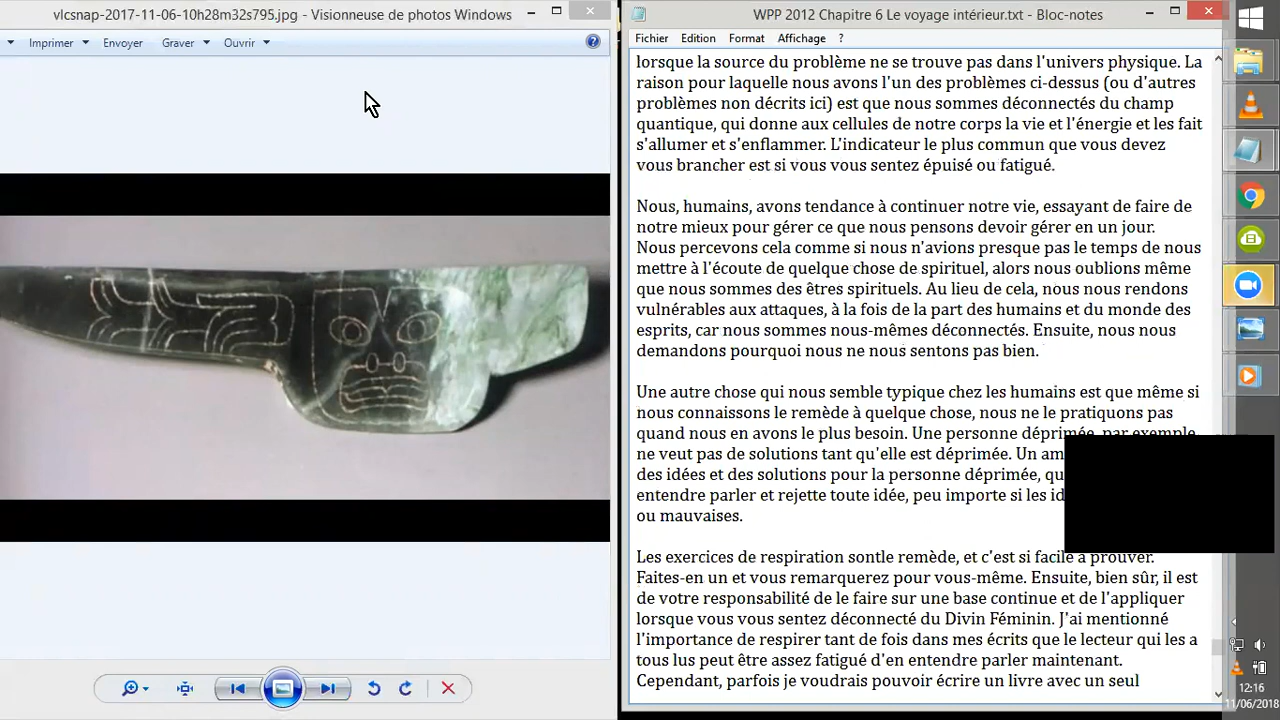 vlcsnap-2017-11-06-10h28m32s795.jpg - Visionneuse de photos Windows
Imprimer Envoyer Graver Ouvrir
WPP 2012 Chapitre 6 Le voyage intérieur.txt - Bloc-notes
Fichier Edition Format Affichage ?
lorsque la source du problème ne se trouve pas dans l'univers physique. La
raison pour laquelle nous avons l'un des problèmes ci-dessus (ou d'autres
problèmes non décrits ici) est que nous sommes déconnectés du champ
quantique, qui donne aux cellules de notre corps la vie et l'énergie et les fait
s'allumer et s'enflammer. L'indicateur le plus commun que vous devez
vous brancher est si vous vous sentez épuisé ou fatigué.
Nous, humains, avons tendance à continuer notre vie, essayant de faire de
notre mieux pour gérer ce que nous pensons devoir gérer en un jour.
Nous percevons cela comme si nous n'avions presque pas le temps de nous
mettre à l'écoute de quelque chose de spirituel, alors nous oublions même
que nous sommes des êtres spirituels. Au lieu de cela, nous nous rendons
vulnérables aux attaques, à la fois de la part des humains et du monde des
esprits, car nous sommes nous-mêmes déconnectés. Ensuite, nous nous
demandons pourquoi nous ne nous sentons pas bien.
Une autre chose qui nous semble typique chez les humains est que même si
nous connaissons le remède à quelque chose, nous ne le pratiquons pas
quand nous en avons le plus besoin. Une personne déprimée, par exemple
ne veut pas de solutions tant qu'elle est déprimée. Un am
des idées et des solutions pour la personne déprimée, qu
entendre parler et rejette toute idée, peu importe si les id
ou mauvaises.
Les exercices de respiration sontle remède, et c'est si facile à prouver.
Faites-en un et vous remarquerez pour vous-même. Ensuite, bien sûr, il est
de votre responsabilité de le faire sur une base continue et de l'appliquer
lorsque vous vous sentez déconnecté du Divin Féminin. J'ai mentionné
l'importance de respirer tant de fois dans mes écrits que le lecteur qui les a
tous lus peut être assez fatigué d'en entendre parler maintenant.
Cependant, parfois je voudrais pouvoir écrire un livre avec un seul
12:16
11/06/2018